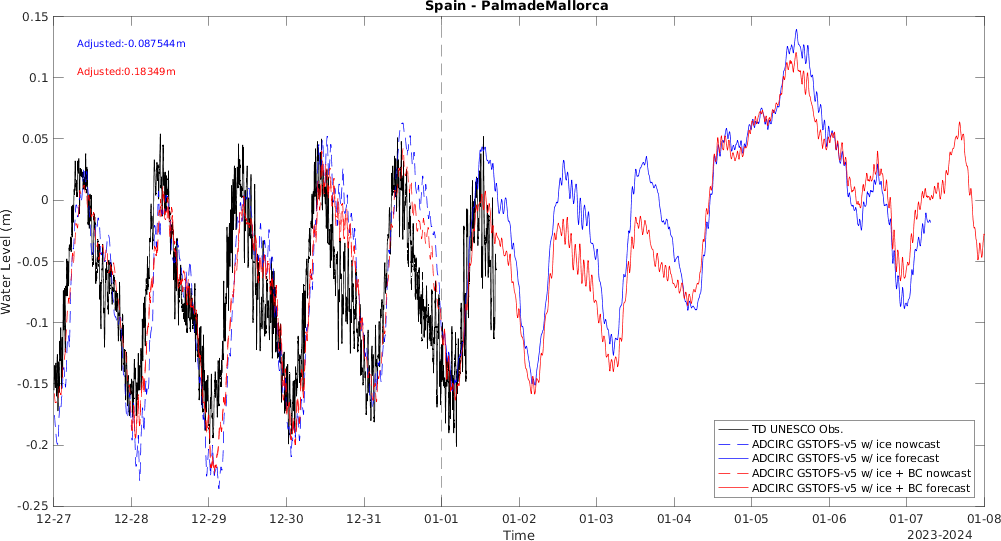 Spain - PalmadeMallorca
Adjusted:-0.087544m
Adjusted:0.18349m
0.15
0.1
0.05
0
-0.05
-0.1
-0.15
-0.2
-0.25
Water Level (m)
12-27 12-28 12-29 12-30 12-31 01-01 01-02 01-03 01-04 01-05 01-06 01-07 01-08
Time
2023-2024
TD UNESCO Obs.
ADCIRC GSTOFS-v5 w/ ice nowcast
ADCIRC GSTOFS-v5 w/ ice forecast
ADCIRC GSTOFS-v5 w/ ice + BC nowcast
ADCIRC GSTOFS-v5 w/ ice + BC forecast